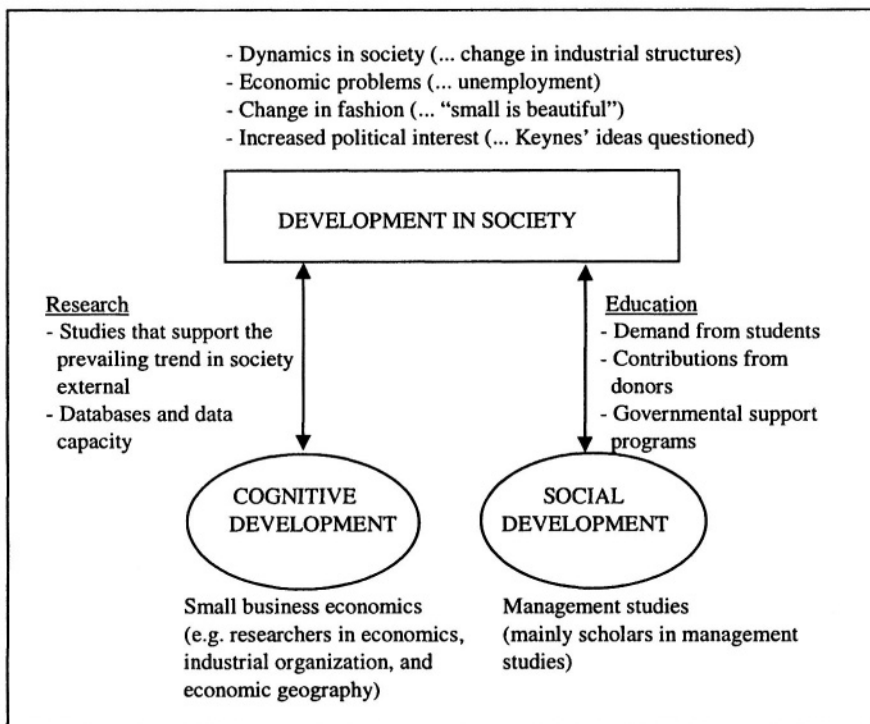 - Dynamics in society (... change in industrial structures)
- Economic problems (... unemployment)
- Change in fashion (... “small is beautiful”)
- Increased political interest (... Keynes’ ideas questioned)
DEVELOPMENT IN SOCIETY
Research
- Studies that support the
prevailing trend in society
external
- Databases and data
capacity
Education
- Demand from students
- Contributions from
donors
- Governmental support
programs
COGNITIVE
DEVELOPMENT
SOCIAL
DEVELOPMENT
Small business economics
(e.g. researchers in economics,
industrial organization, and
economic geography)
Management studies
(mainly scholars in management
studies)